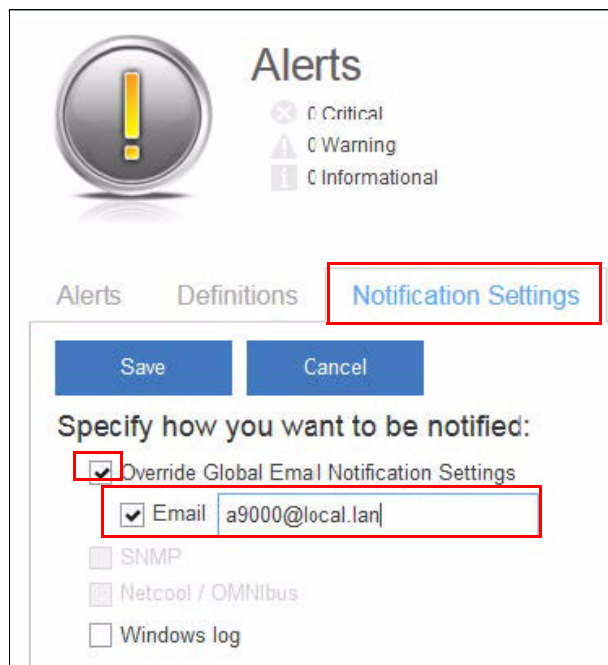 Alerts
0 Critical
0 Warning
0 Informational
Alerts Definitions Notification Settings
Save Cancel
Specify how you want to be notified:
Override Global Email Notification Settings
Email a9000@local.lan
SNMP
Netcool / OMNIbus
Windows log